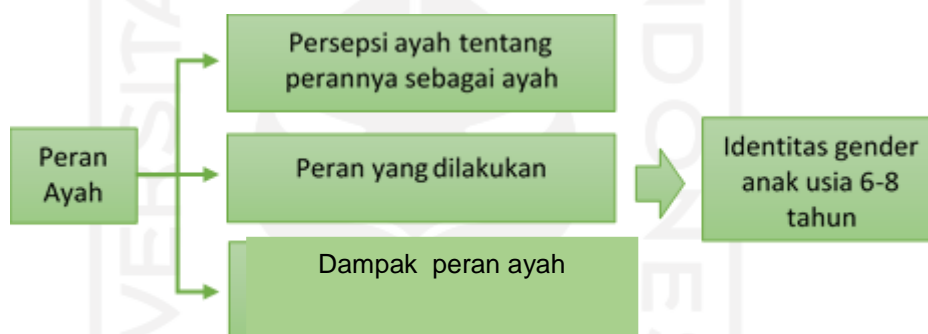 Persepsi ayah tentang
perannya sebagai ayah
Peran
Ayah
Peran yang dilakukan
Identitas gender
anak usia 6-8
tahun
Dampak peran ayah